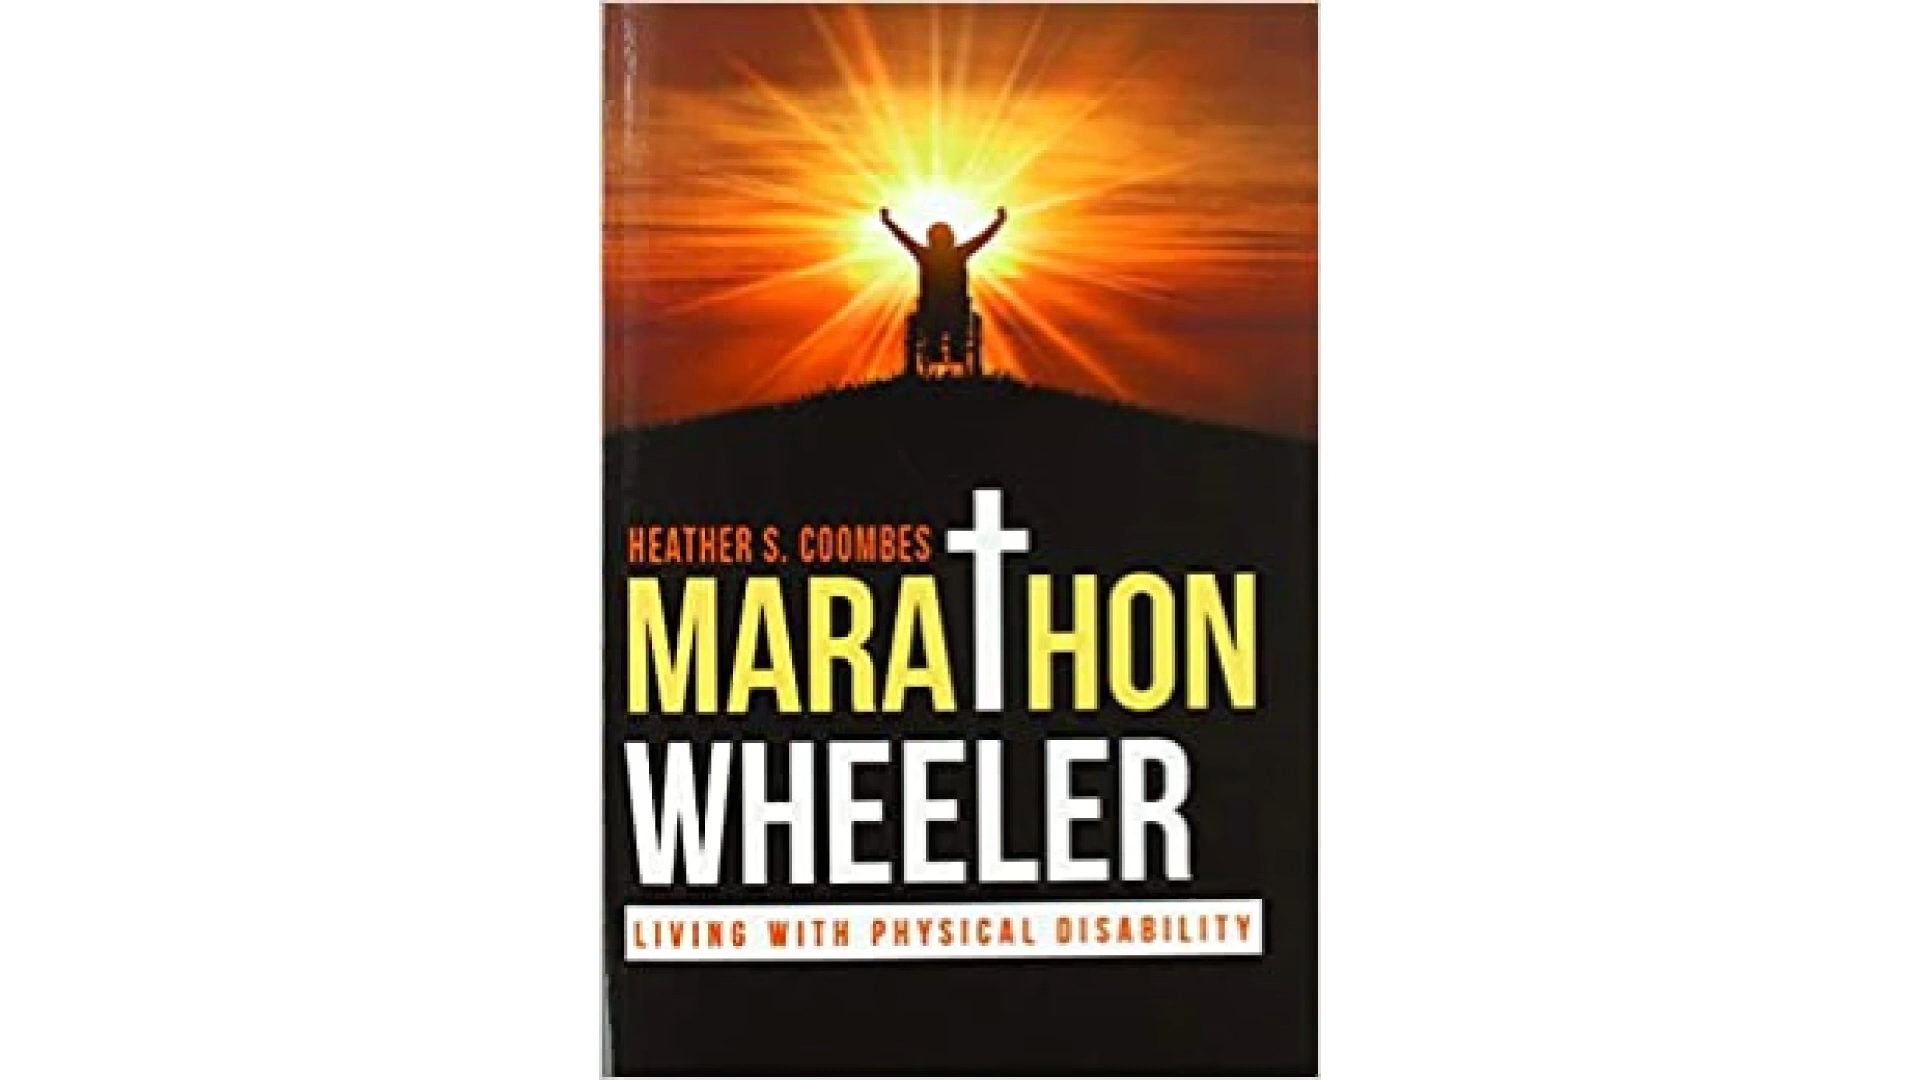 HEATHER S. COOMBES
MARATHON
WHEELER
LIVING WITH PHYSICAL DISABILITY